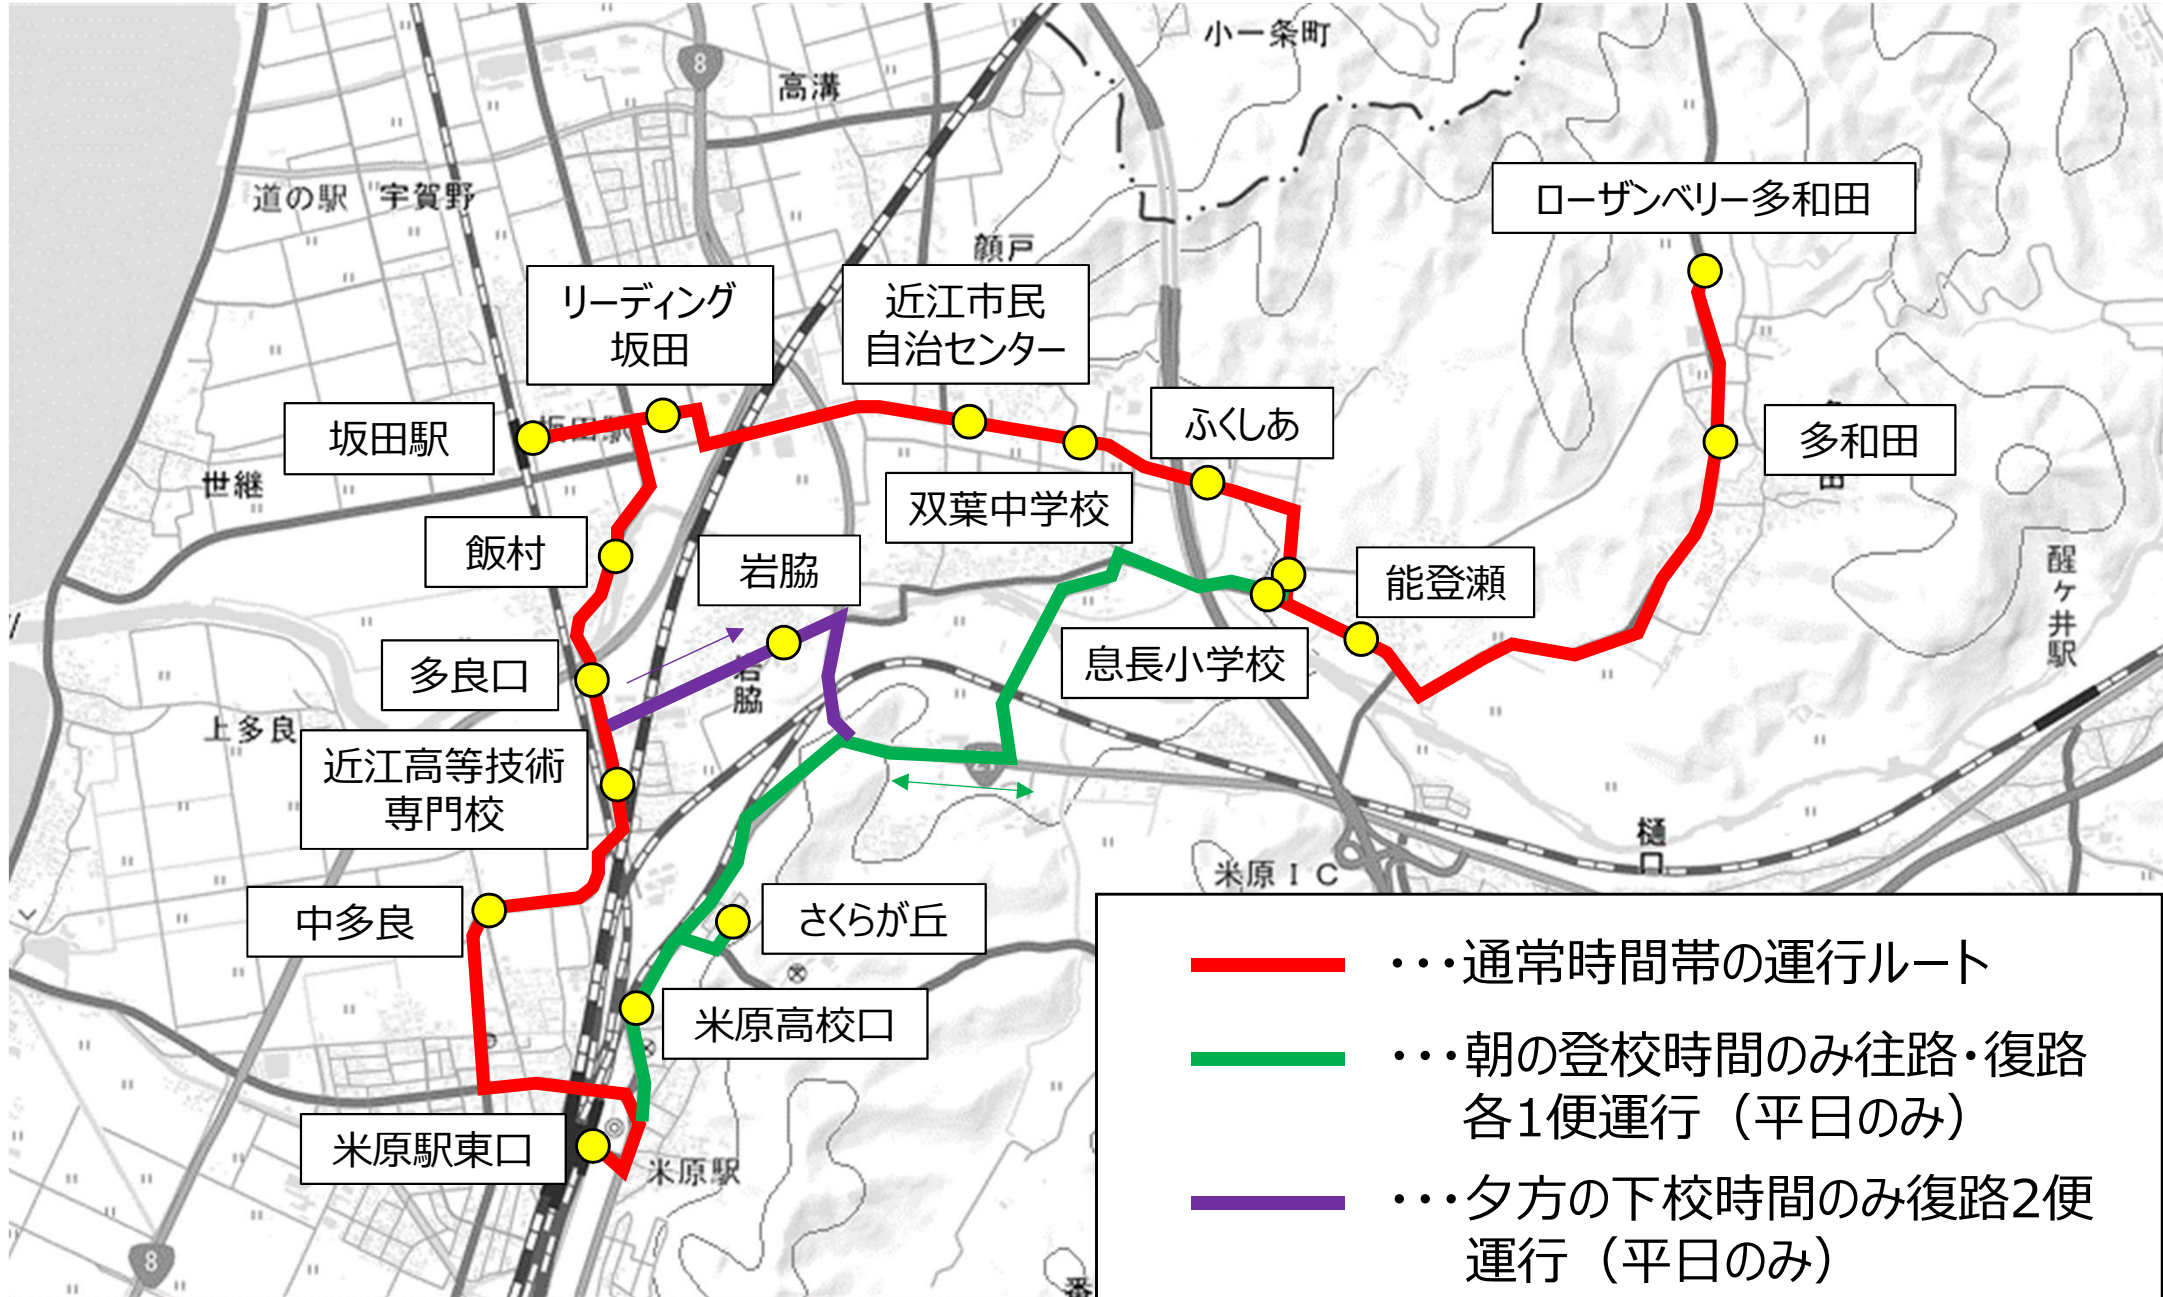 小一条町
8
高溝
道の駅
宇賀野
ローザンベリー多和田
顔戸
リーディング
坂田
近江市民
自治センター
ふくしあ
坂田駅
多和田
世継
双葉中学校
飯村
岩脇
能登瀬
醒ヶ井駅
息長小学校
多良口
岩脇
上多良
近江高等技術
専門校
21
樋口
米原IC
中多良
さくらが丘
米原高校口
米原駅東口
米原駅
8
番
・・・通常時間帯の運行ルート
・・・朝の登校時間のみ往路・復路
各1便運行（平日のみ）
・・・夕方の下校時間のみ復路2便
運行（平日のみ）